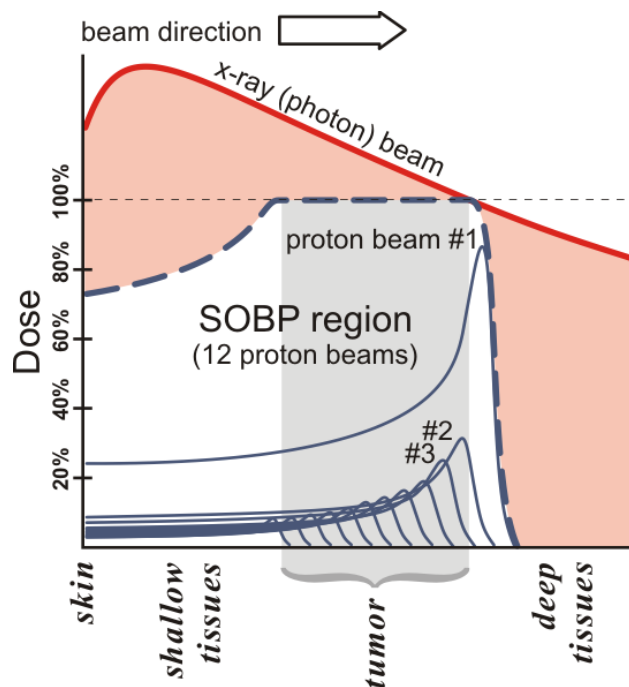 beam direction
x-ray (photon) beam
Dose
100%
80%
60%
40%
20%
proton beam #1
SOBP region
(12 proton beams)
#2
#3
skin
shallow
tissues
tumor
deep
tissues